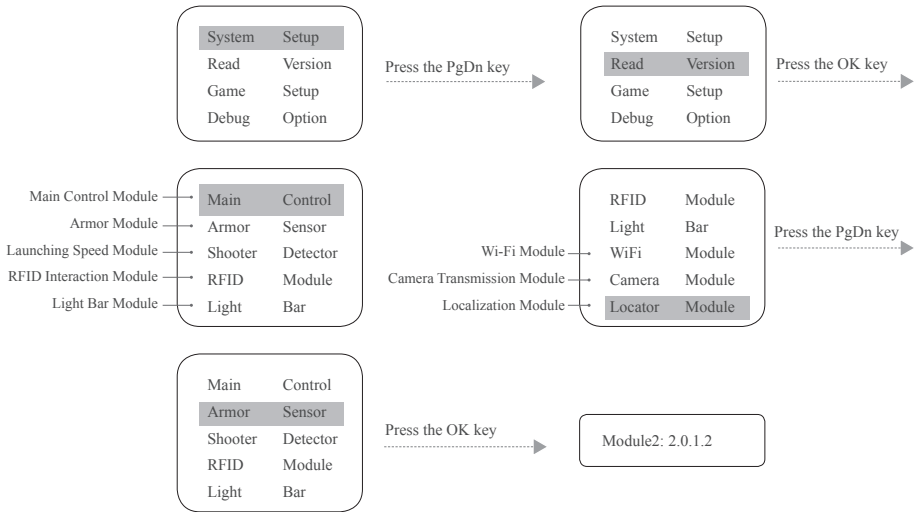 System Setup
Read Version
Game Setup
Debug Option
Press the PgDn key
System Setup
Read Version
Game Setup
Debug Option
Press the OK key
Main Control Module
Armor Module
Launching Speed Module
RFID Interaction Module
Light Bar Module
Main Control
Armor Sensor
Shooter Detector
RFID Module
Light Bar
Wi-Fi Module
Camera Transmission Module
Localization Module
RFID Module
Light Bar
WiFi Module
Camera Module
Locator Module
Press the PgDn key
Main Control
Armor Sensor
Shooter Detector
RFID Module
Light Bar
Press the OK key
Module2: 2.0.1.2